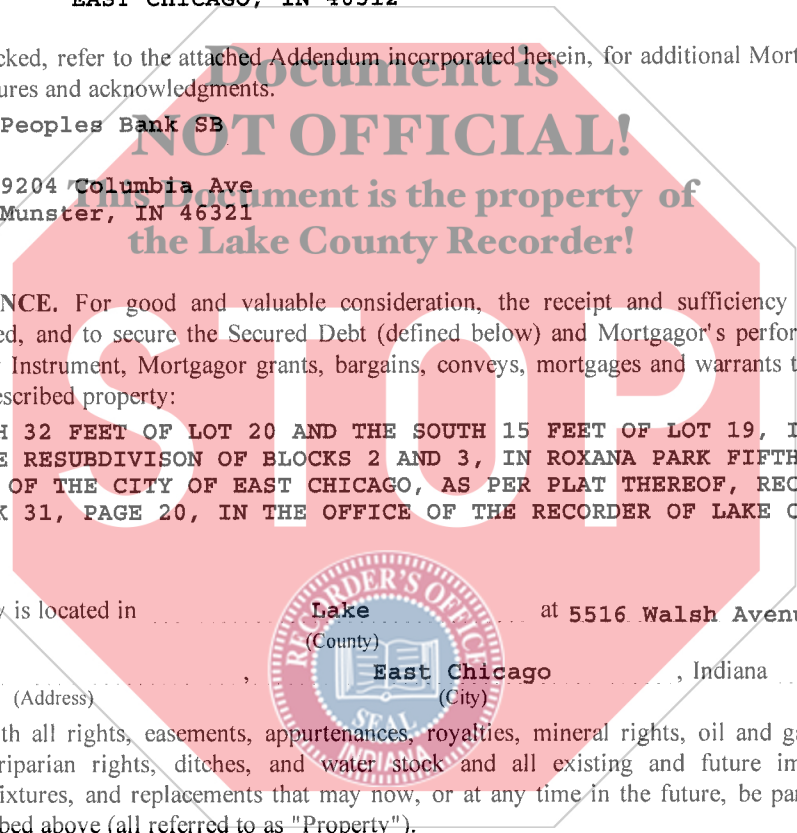 EAST CHICAGO, IN 46312
cked, refer to the attached Addendum incorporated herein, for additional Mort
ures and acknowledgments.
Document is
Peoples Bank SB
NOT OFFICIAL!
9204 Columbia Ave
This Document is the property of
Munster, IN 46321
the Lake County Recorder!
NCE. For good and valuable consideration, the receipt and sufficiency
ed, and to secure the Secured Debt (defined below) and Mortgagor's perfor
Instrument, Mortgagor grants, bargains, conveys, mortgages and warrants t
escribed property:
STOP
H 32 FEET OF LOT 20 AND THE SOUTH 15 FEET OF LOT 19, I
E RESUBDIVISON OF BLOCKS 2 AND 3, IN ROXANA PARK FIFTH
OF THE CITY OF EAST CHICAGO, AS PER PLAT THEREOF, REC
K 31, PAGE 20, IN THE OFFICE OF THE RECORDER OF LAKE C
y is located in Lake at 5516 Walsh Avenu
(County)
, East Chicago , Indiana
(Address) (City)
RECORDER'S OFFICE
SEAL
INDIANA
th all rights, easements, appurtenances, royalties, mineral rights, oil and ga
riparian rights, ditches, and water stock and all existing and future im
ixtures, and replacements that may now, or at any time in the future, be par
bed above (all referred to as "Property").